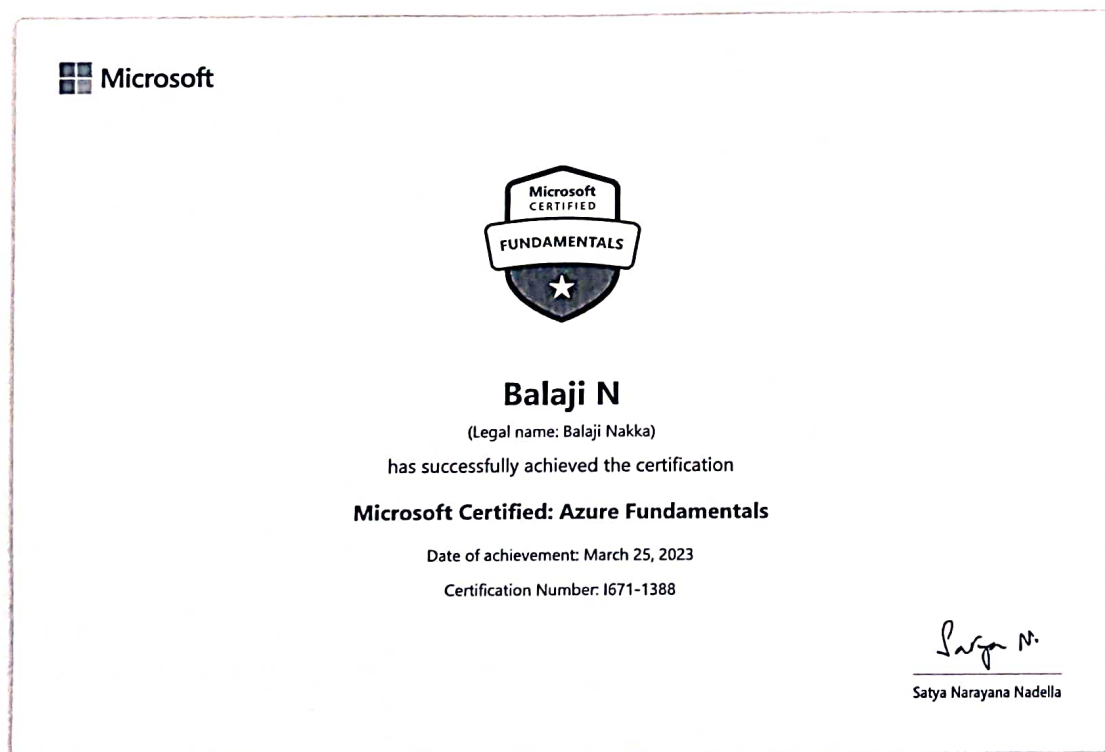 Microsoft
Microsoft
CERTIFIED
FUNDAMENTALS
Balaji N
(Legal name: Balaji Nakka)
has successfully achieved the certification
Microsoft Certified: Azure Fundamentals
Date of achievement: March 25, 2023
Certification Number: I671-1388
Satya N.
Satya Narayana Nadella